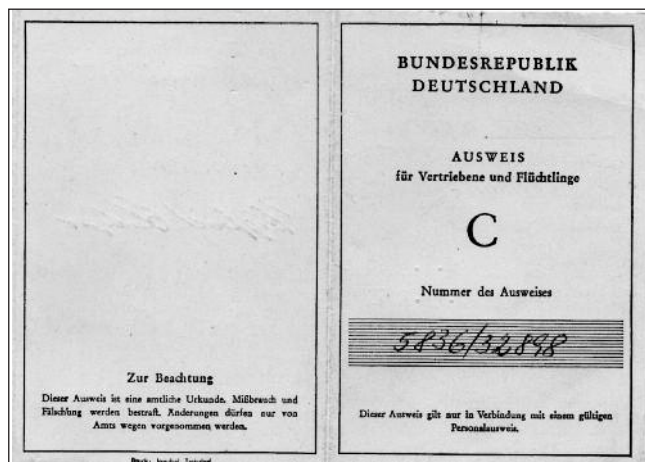 Zur Beachtung
Dieser Ausweis ist eine amtliche Urkunde. Mißbrauch und
Fälschung werden bestraft. Änderungen dürfen nur von
Amts wegen vorgenommen werden.
BUNDESREPUBLIK
DEUTSCHLAND
AUSWEIS
für Vertriebene und Flüchtlinge
C
Nummer des Ausweises
5836/32898
Dieser Ausweis gilt nur in Verbindung mit einem gültigen
Personalausweis.